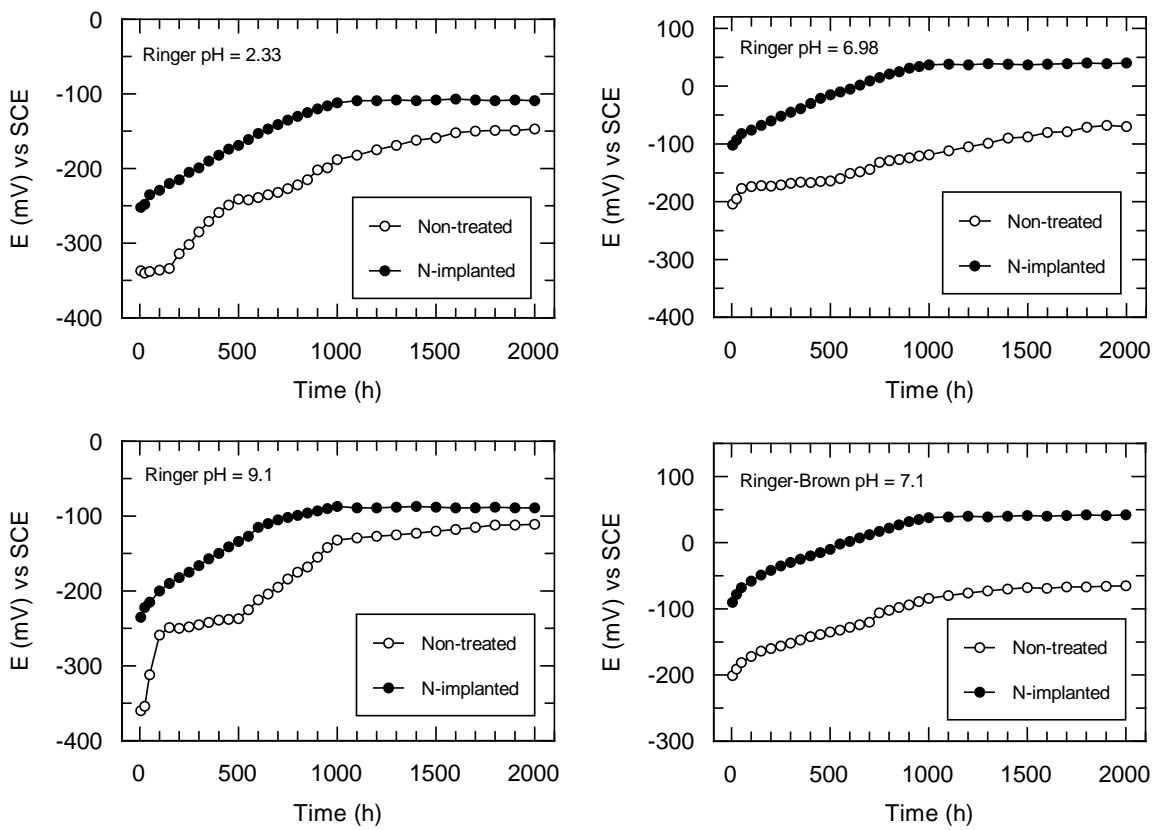 0
-100
-200
-300
-400
E (mV) vs SCE
Ringer pH = 2.33
Non-treated
N-implanted
0 500 1000 1500 2000
Time (h)
100
0
-100
-200
-300
-400
E (mV) vs SCE
Ringer pH = 6.98
Non-treated
N-implanted
0 500 1000 1500 2000
Time (h)
0
-100
-200
-300
-400
E (mV) vs SCE
Ringer pH = 9.1
Non-treated
N-implanted
0 500 1000 1500 2000
Time (h)
100
0
-100
-200
-300
E (mV) vs SCE
Ringer-Brown pH = 7.1
Non-treated
N-implanted
0 500 1000 1500 2000
Time (h)